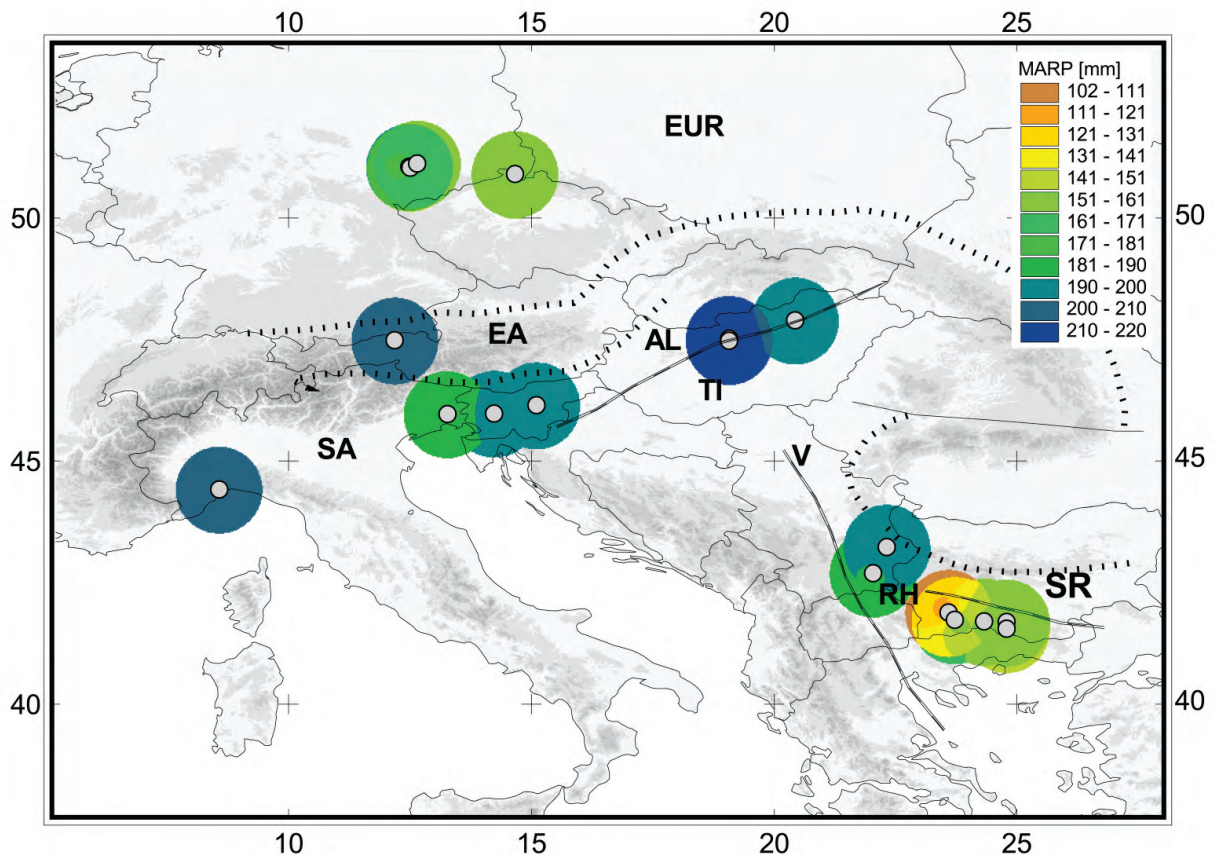 10 15 20 25
MARP [mm]
102 - 111
111 - 121
121 - 131
131 - 141
141 - 151
151 - 161
161 - 171
171 - 181
181 - 190
190 - 200
200 - 210
210 - 220
EUR
50 50
EA
AL
TI
SA
V
45 45
RH
SR
40 40
10 15 20 25